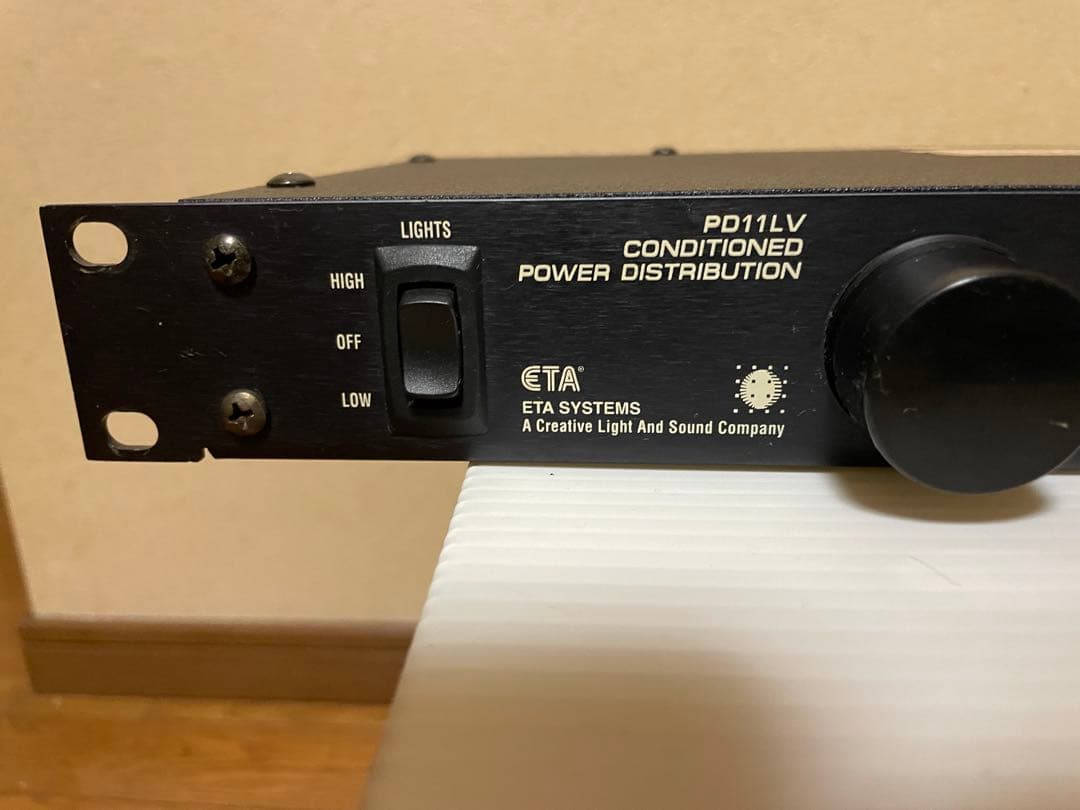 LIGHTS
HIGH
OFF
LOW
PD11LV
CONDITIONED
POWER DISTRIBUTION
ETA®
ETA SYSTEMS
A Creative Light And Sound Company